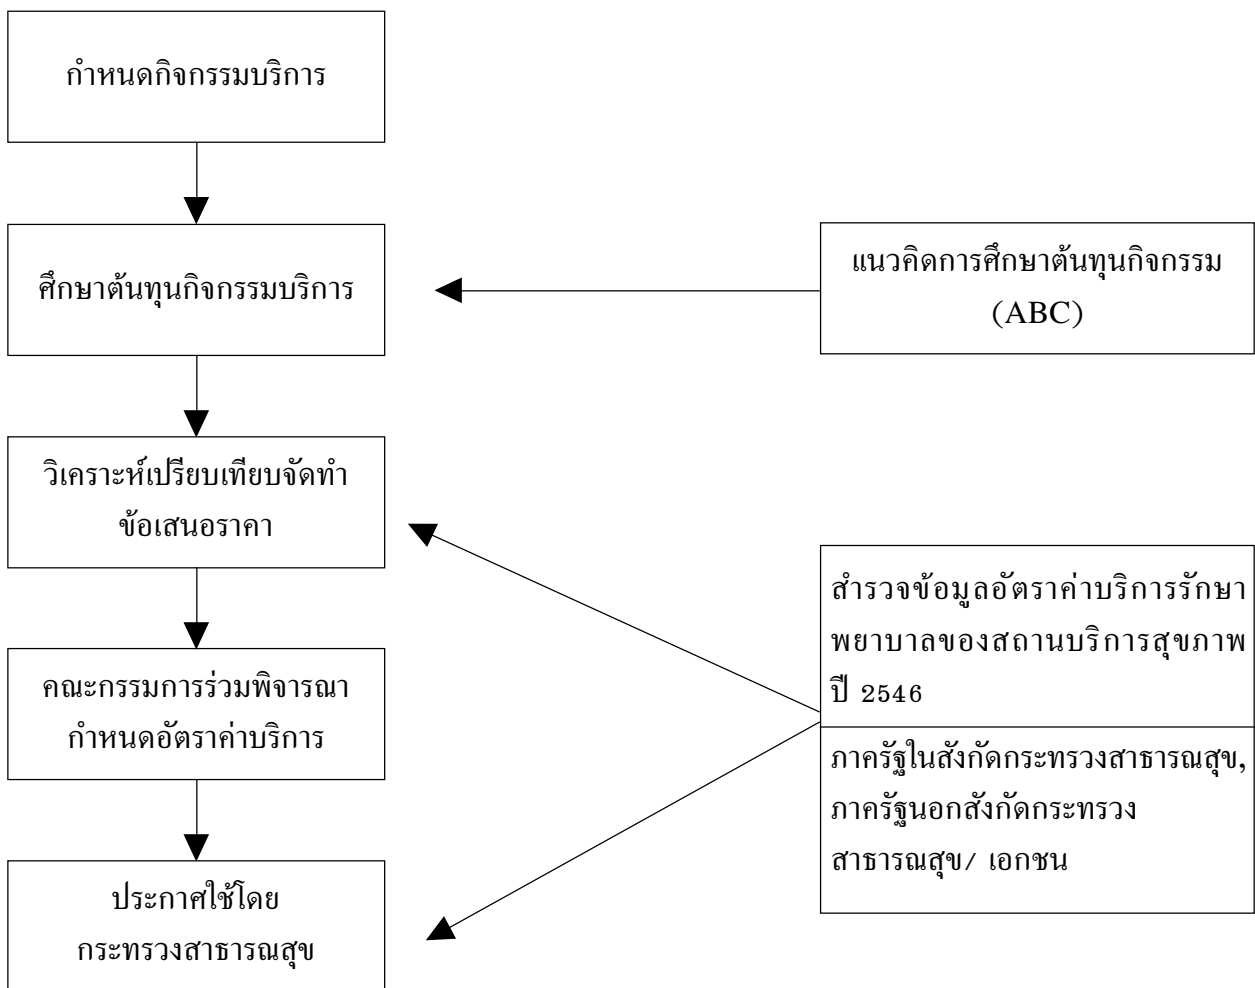 กำหนดกิจกรรมบริการ
ศึกษาต้นทุนกิจกรรมบริการ
แนวคิดการศึกษาต้นทุนกิจกรรม
(ABC)
วิเคราะห์เปรียบเทียบจัดทำ
ข้อเสนอราคา
สำรวจข้อมูลอัตราค่าบริการรักษา
พยาบาลของสถานบริการสุขภาพ
ปี 2546
ภาครัฐในสังกัดกระทรวงสาธารณสุข,
ภาครัฐนอกสังกัดกระทรวง
สาธารณสุข/ เอกชน
คณะกรรมการร่วมพิจารณา
กำหนดอัตราค่าบริการ
ประกาศใช้โดย
กระทรวงสาธารณสุข